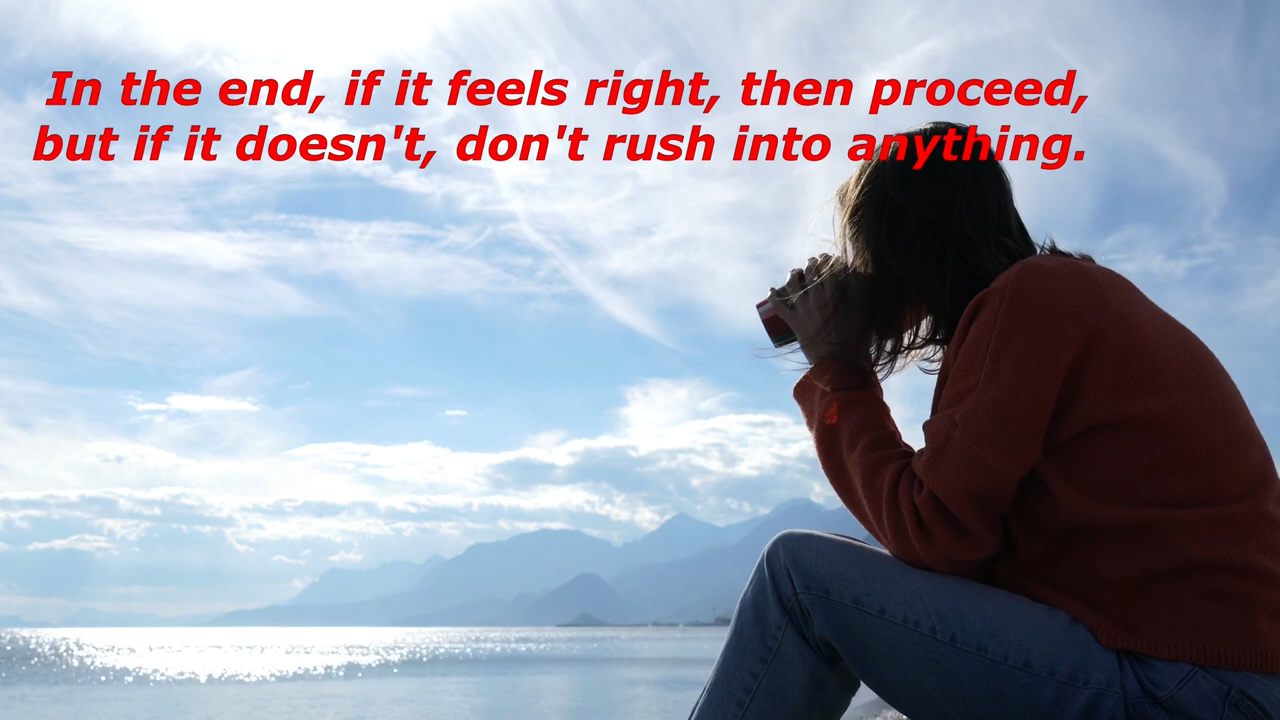 In the end, if it feels right, then proceed,
but if it doesn't, don't rush into anything.